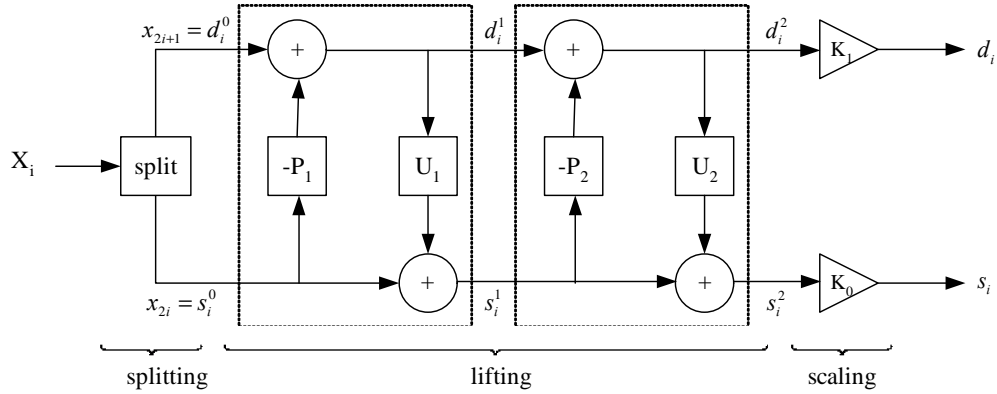 x_{2i+1} = d_i^0
+
d_i^1
+
d_i^2
K_1
d_i
X_i
split
-P_1
U_1
-P_2
U_2
x_{2i} = s_i^0
+
s_i^1
+
s_i^2
K_0
s_i
splitting
lifting
scaling